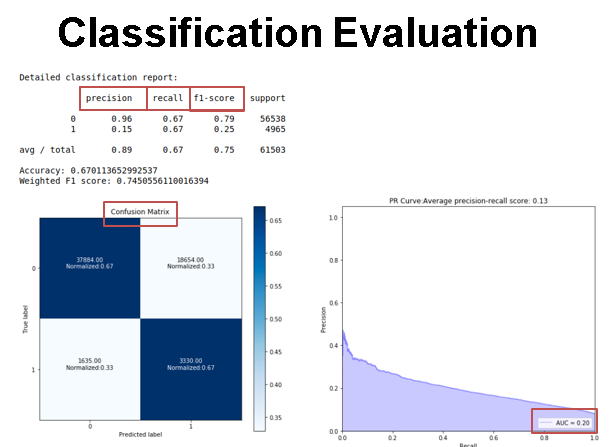 Classification Evaluation
Detailed classification report:
precision recall f1-score support
0 0.96 0.67 0.79 56538
1 0.15 0.67 0.25 4965
avg / total 0.89 0.67 0.75 61503
Accuracy: 0.670113652992537
Weighted F1 score: 0.7450556110016394
Confusion Matrix
True label
0
1
37884.00
Normalized:0.67
18654.00
Normalized:0.33
1635.00
Normalized:0.33
3330.00
Normalized:0.67
0 1
Predicted label
0.65
0.60
0.55
0.50
0.45
0.40
0.35
PR Curve:Average precision-recall score: 0.13
Precision
1.0
0.8
0.6
0.4
0.2
0.0
AUC = 0.20
0.0 0.2 0.4 0.6 0.8 1.0
Recall